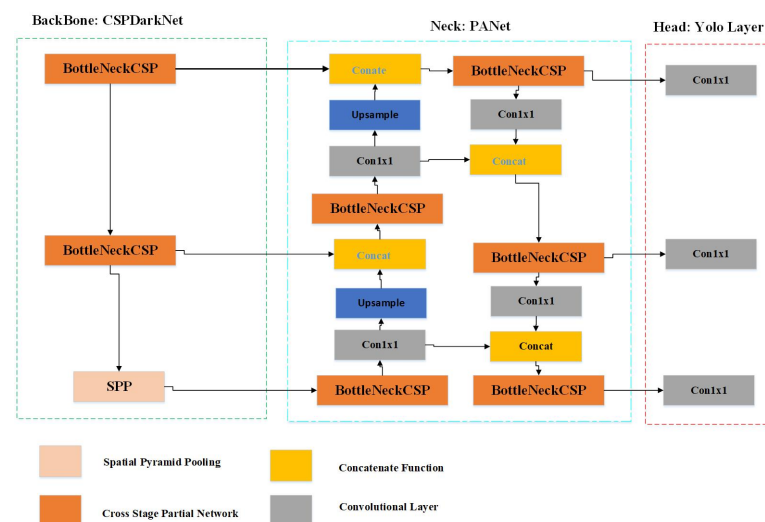 BackBone: CSPDarkNet
Neck: PANet
Head: Yolo Layer
BottleNeckCSP
Conate
BottleNeckCSP
Con1x1
Upsample
Con1x1
Con1x1
Concat
BottleNeckCSP
BottleNeckCSP
Concat
BottleNeckCSP
Con1x1
Upsample
Con1x1
Con1x1
Concat
SPP
BottleNeckCSP
BottleNeckCSP
Con1x1
Spatial Pyramid Pooling
Concatenate Function
Cross Stage Partial Network
Convolutional Layer